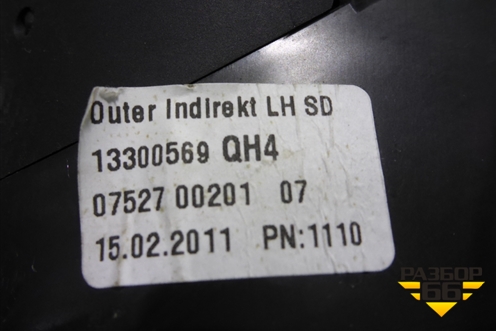 Outer Indirekt LH SD
13300569 QH4
07527 00201 07
15.02.2011 PN:1110
РАЗБОР
66